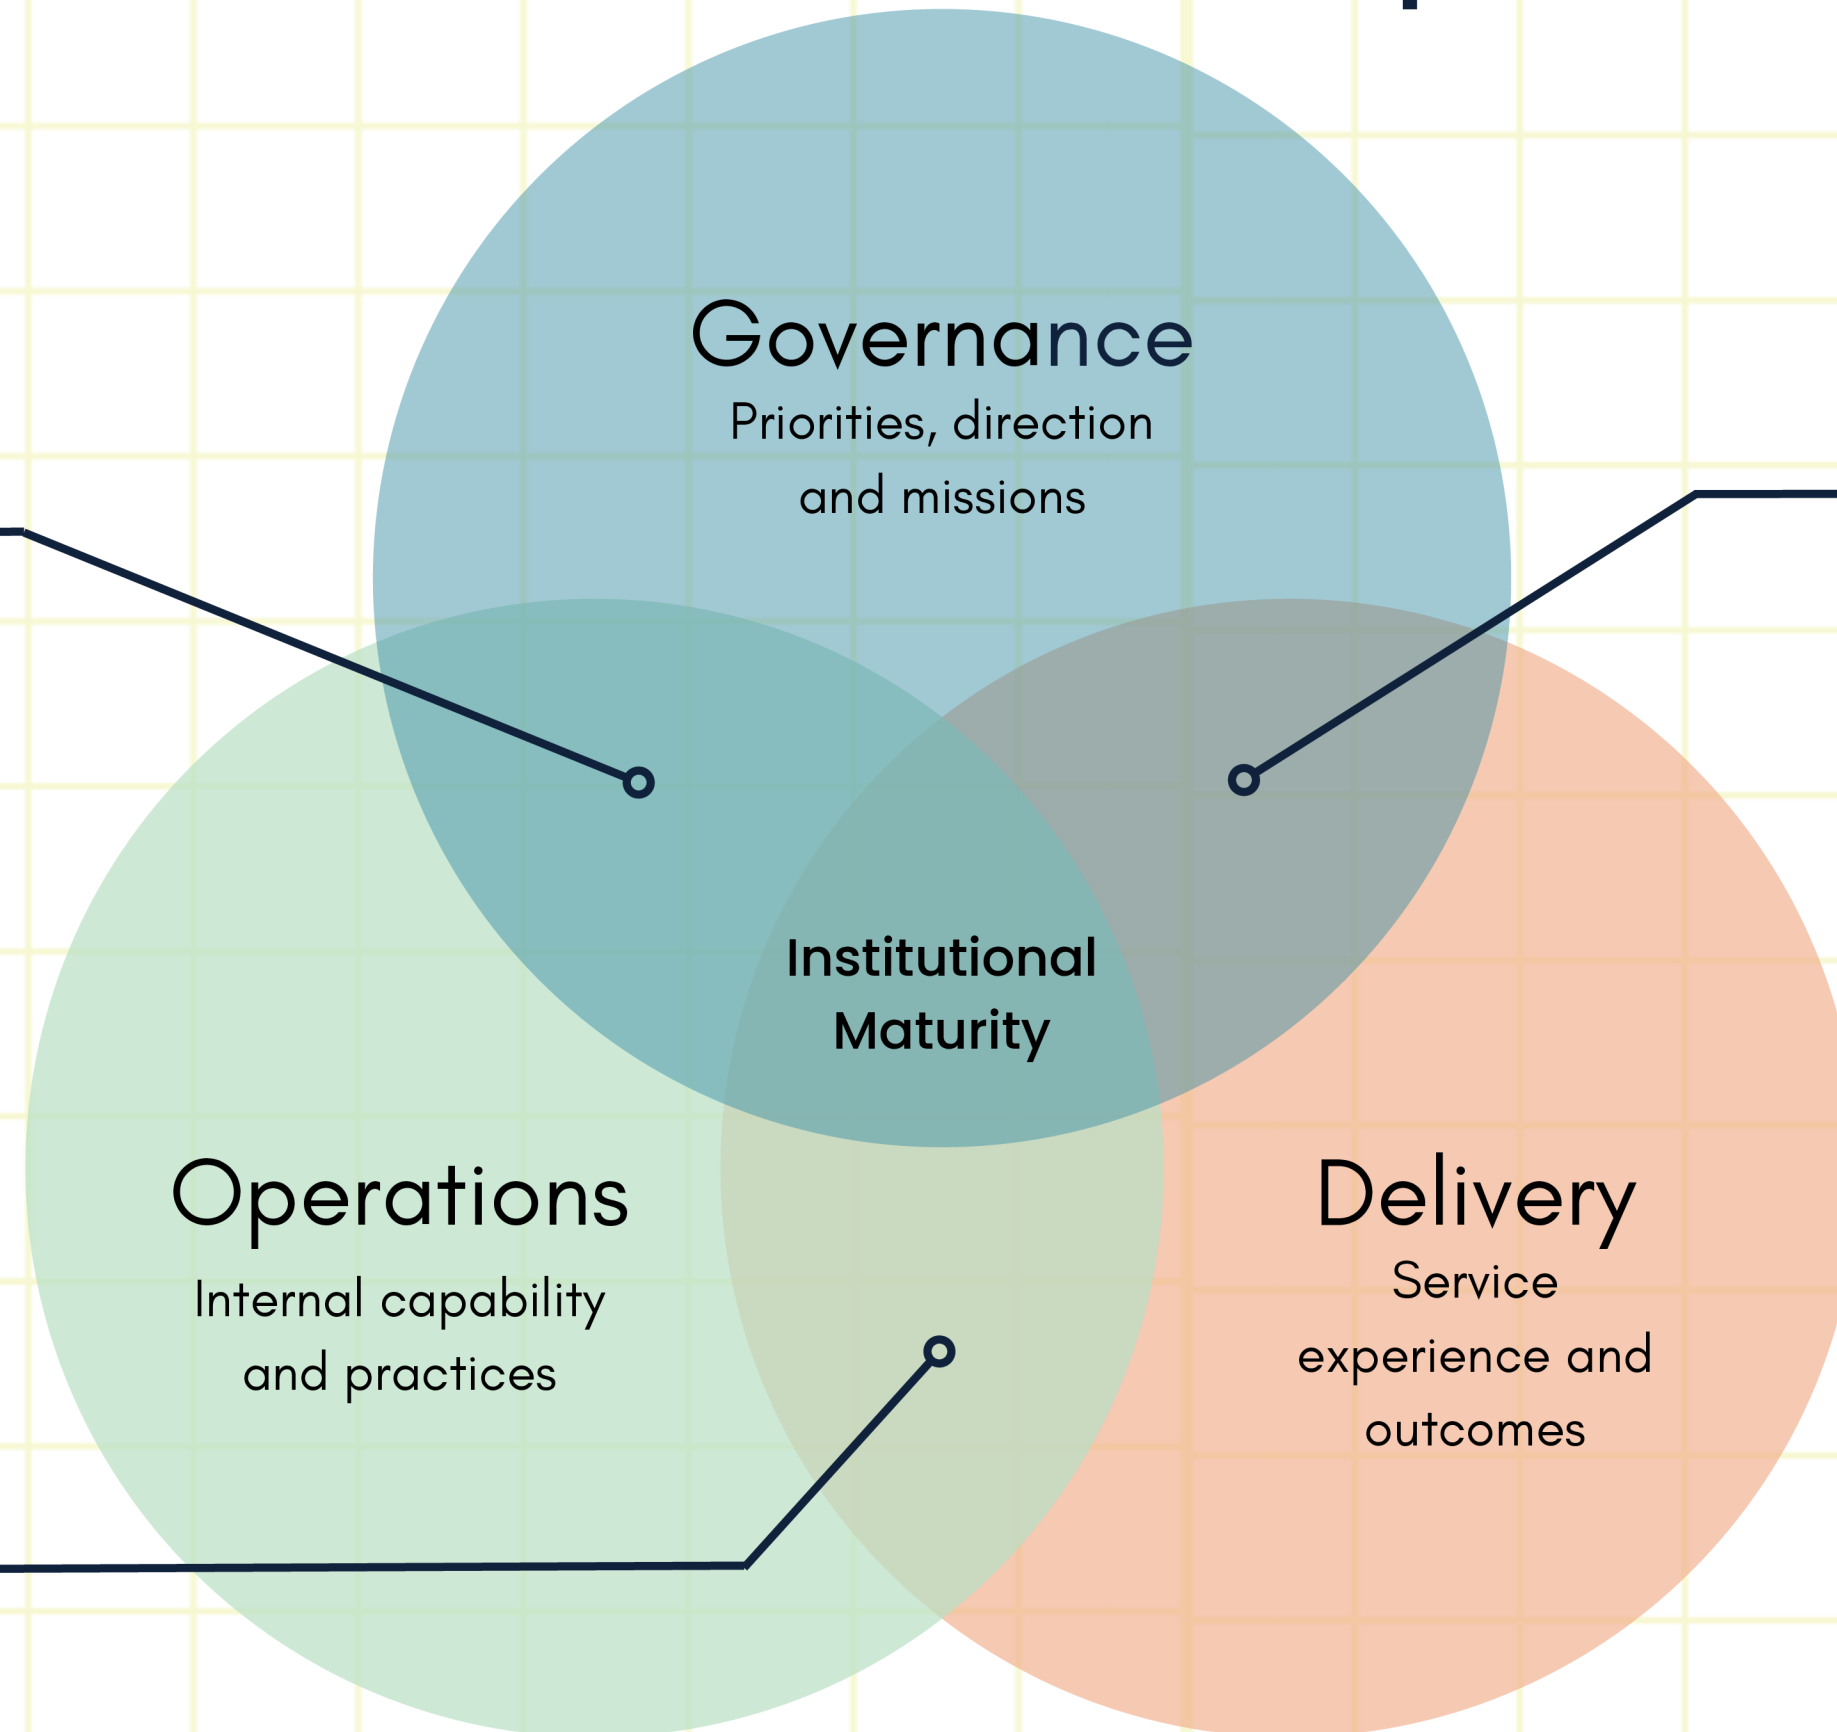 Governance
Priorities, direction
and missions
Institutional
Maturity
Operations
Internal capability
and practices
Delivery
Service
experience and
outcomes